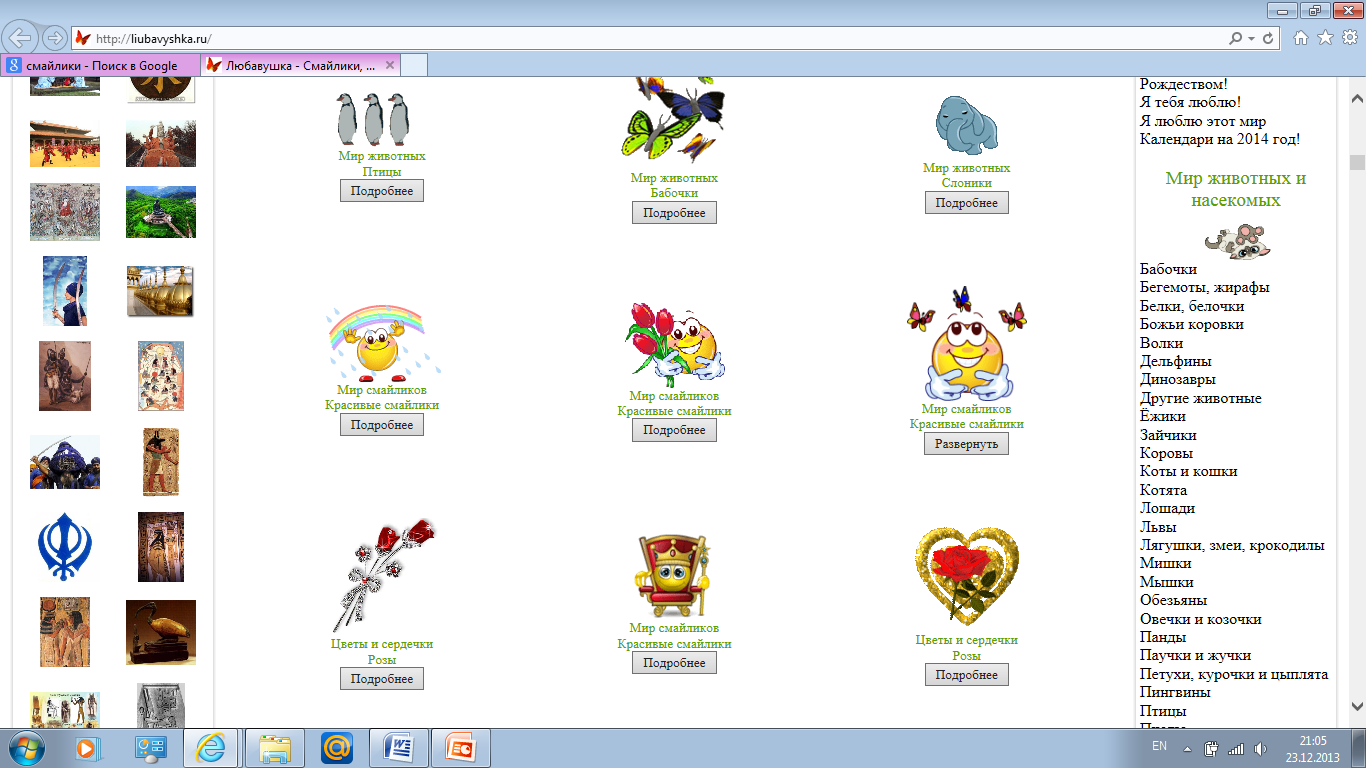 http://liubavyshka.ru/
смайлики - Поиск в Google
Любавушка - Смайлики, ...
Мир животных
Птицы
Подробнее
Мир животных
Бабочки
Подробнее
Мир животных
Слоники
Подробнее
Мир смайликов
Красивые смайлики
Подробнее
Мир смайликов
Красивые смайлики
Подробнее
Мир смайликов
Красивые смайлики
Развернуть
Цветы и сердечки
Розы
Подробнее
Мир смайликов
Красивые смайлики
Подробнее
Цветы и сердечки
Розы
Подробнее
Рождеством!
Я тебя люблю!
Я люблю этот мир
Календари на 2014 год!
Мир животных и
насекомых
Бабочки
Бегемоты, жирафы
Белки, белочки
Божьи коровки
Волки
Дельфины
Динозавры
Другие животные
Ёжики
Зайчики
Коровы
Коты и кошки
Котята
Лошади
Львы
Лягушки, змеи, крокодилы
Мишки
Мышки
Обезьяны
Овечки и козочки
Панды
Паучки и жучки
Петухи, курочки и цыплята
Пингвины
Птицы
EN
21:05
23.12.2013